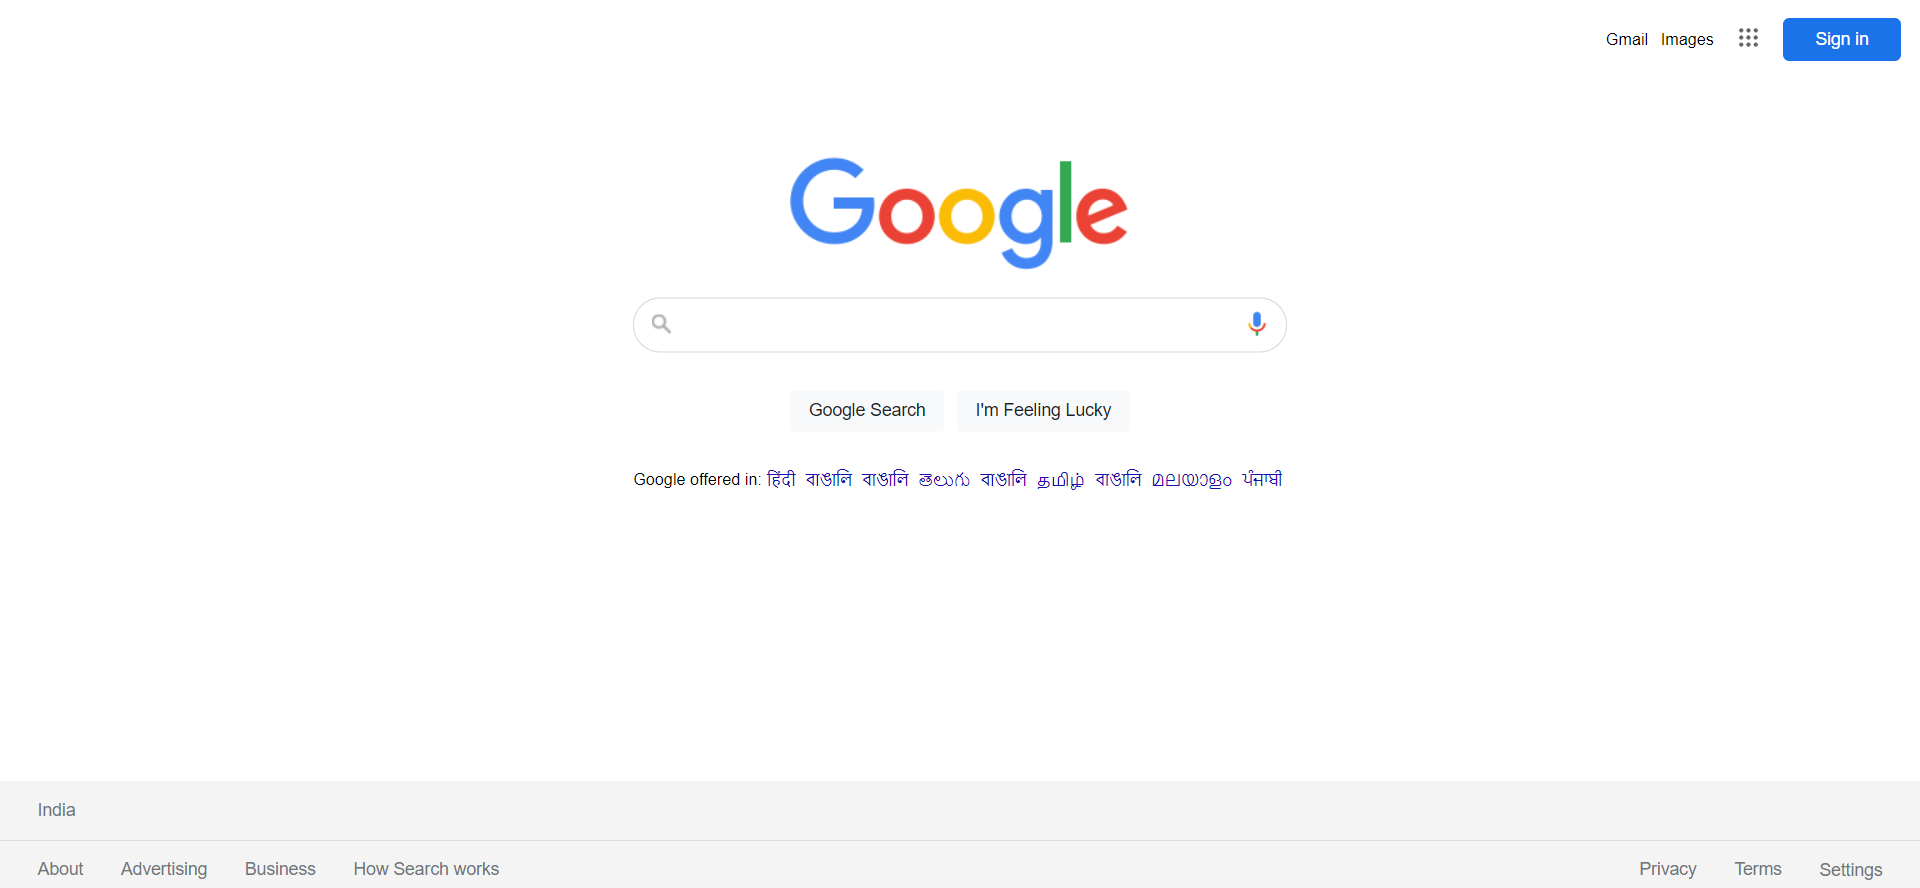 Gmail Images Sign in
Google
Google Search I'm Feeling Lucky
Google offered in: हिंदी বাঙালি বাঙালি తెలుగు বাঙালি தமிழ் বাঙালি മലയാളം ਪੰਜਾਬੀ
India
About Advertising Business How Search works Privacy Terms Settings